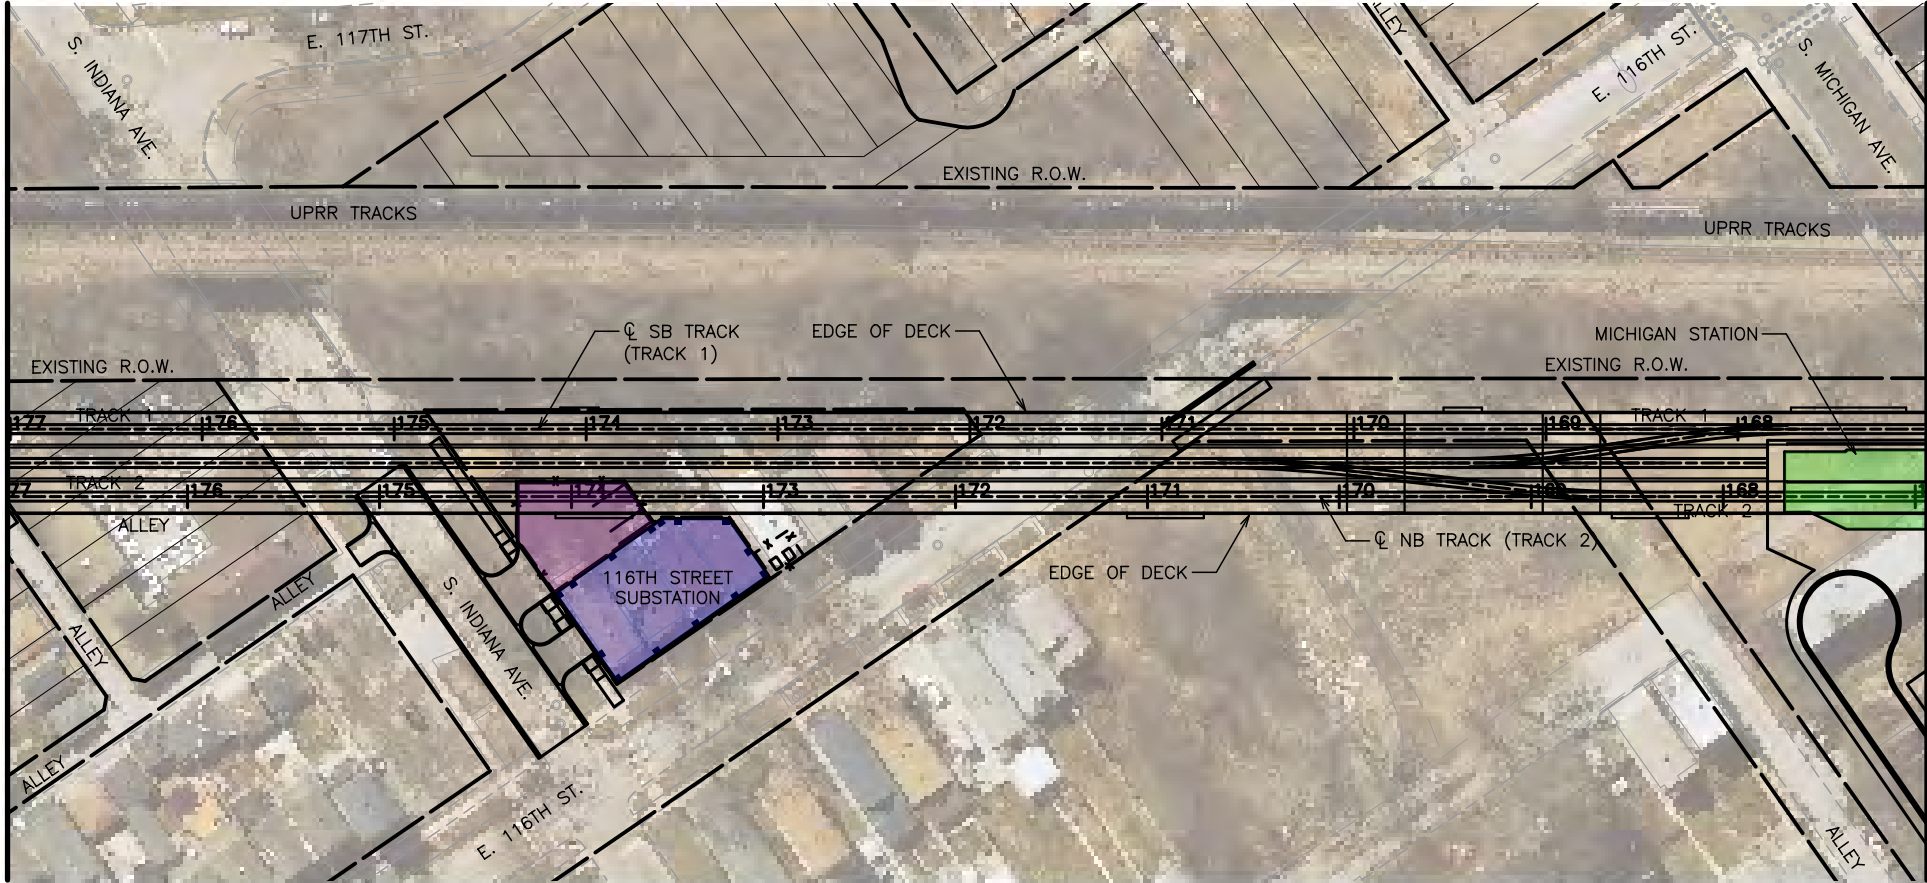 E. 117TH ST.
S. INDIANA AVE.
ALLEY
E. 116TH ST.
S. MICHIGAN AVE.
EXISTING R.O.W.
UPRR TRACKS
UPRR TRACKS
℄ SB TRACK
(TRACK 1)
EDGE OF DECK
MICHIGAN STATION
EXISTING R.O.W.
EXISTING R.O.W.
TRACK 1
TRACK 1
177 176 175 174 173 172 171 170 169 168
TRACK 2
TRACK 2
77 176 175 174 173 172 171 170 169 168
ALLEY
℄ NB TRACK (TRACK 2)
EDGE OF DECK
116TH STREET
SUBSTATION
ALLEY
S. INDIANA AVE.
ALLEY
ALLEY
E. 116TH ST.
ALLEY